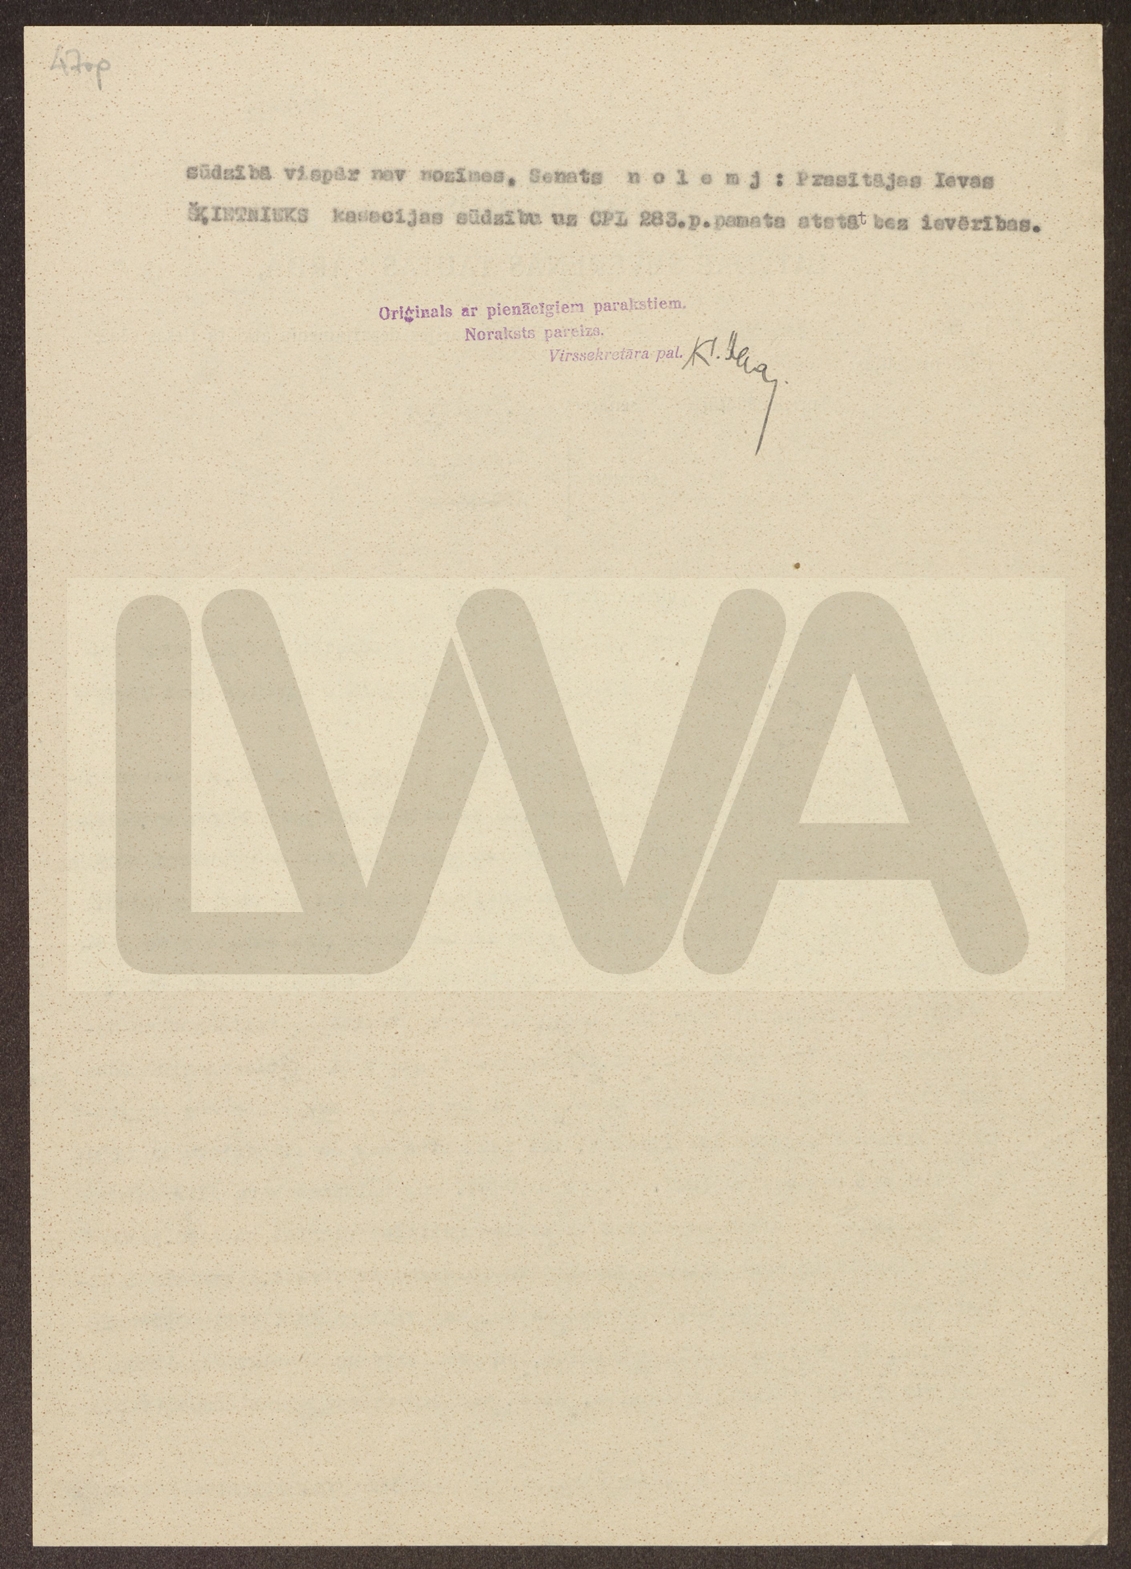 47op
sūdzībā vispār nav nozīmes, Senats n o l e m j : Prasītājas Ievas
ŠĶIETNIEKS kasacijas sūdzību uz CPL 283.p.pamata atstāt bez ievērības.
Oriģinals ar pienācīgiem parakstiem.
Noraksts pareizs.
Virssekretāra pal.
LVVA